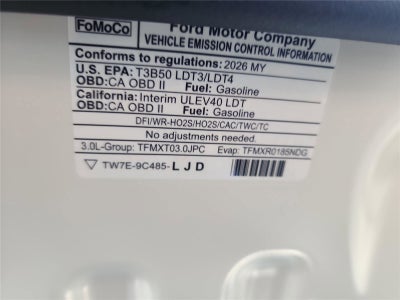 FoMoCo Ford Motor Company
VEHICLE EMISSION CONTROL INFORMATION
Conforms to regulations: 2026 MY
U.S. EPA: T3B50 LDT3/LDT4
OBD:CA OBD II Fuel: Gasoline
California: Interim ULEV40 LDT
OBD:CA OBD II Fuel: Gasoline
DFI/WR-HO2S/HO2S/CAC/TWC/TC
No adjustments needed.
3.0L-Group: TFMXT03.0JPC Evap: TFMXR0185NDG
TW7E-9C485- L J D